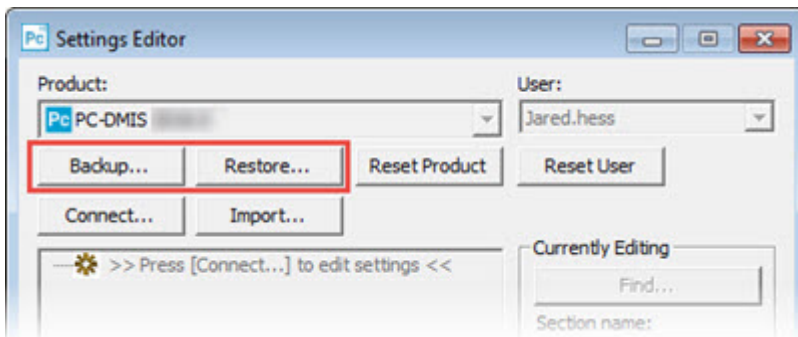 Pc Settings Editor
Product: User:
Pc PC-DMIS Jared.hess
Backup... Restore... Reset Product Reset User
Connect... Import...
>> Press [Connect...] to edit settings << Currently Editing
Find...
Section name: